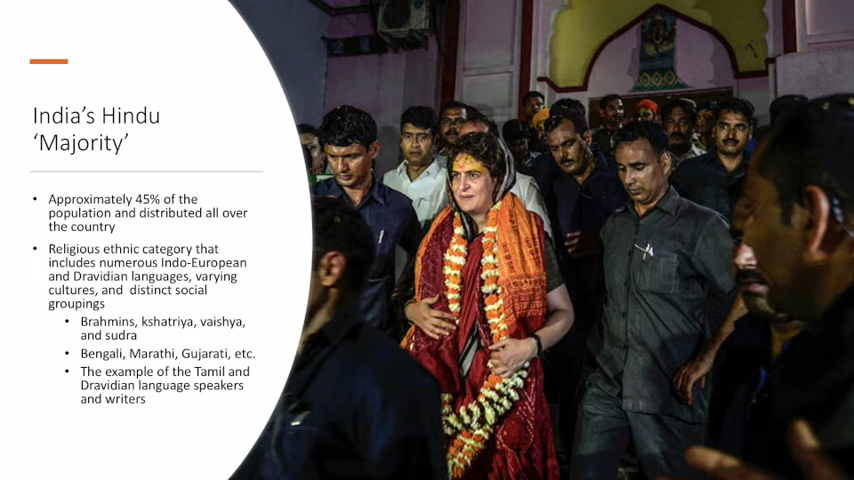 India's Hindu
'Majority'
• Approximately 45% of the
population and distributed all over
the country
• Religious ethnic category that
includes numerous Indo-European
and Dravidian languages, varying
cultures, and distinct social
groupings
• Brahmins, kshatriya, vaishya,
and sudra
• Bengali, Marathi, Gujarati, etc.
• The example of the Tamil and
Dravidian language speakers
and writers